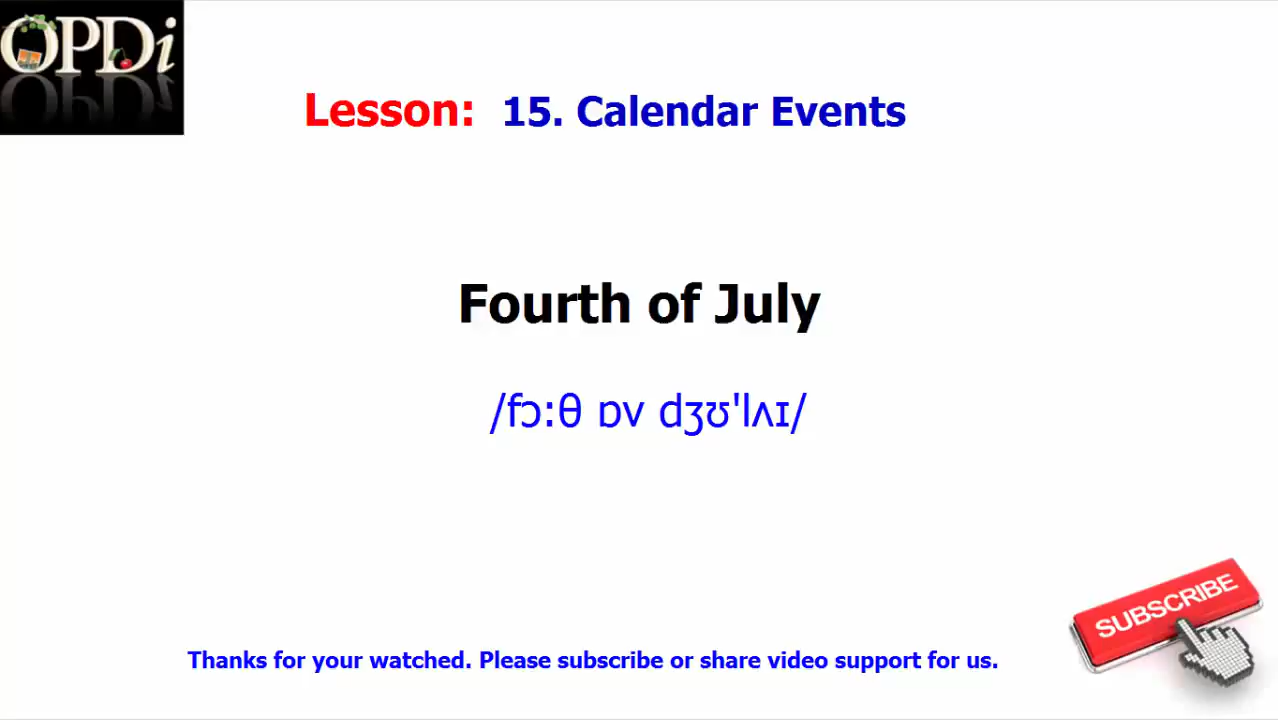 OPDi
Lesson: 15. Calendar Events
Fourth of July
/fɔ:θ ɒv dʒʊ'lʌɪ/
SUBSCRIBE
Thanks for your watched. Please subscribe or share video support for us.